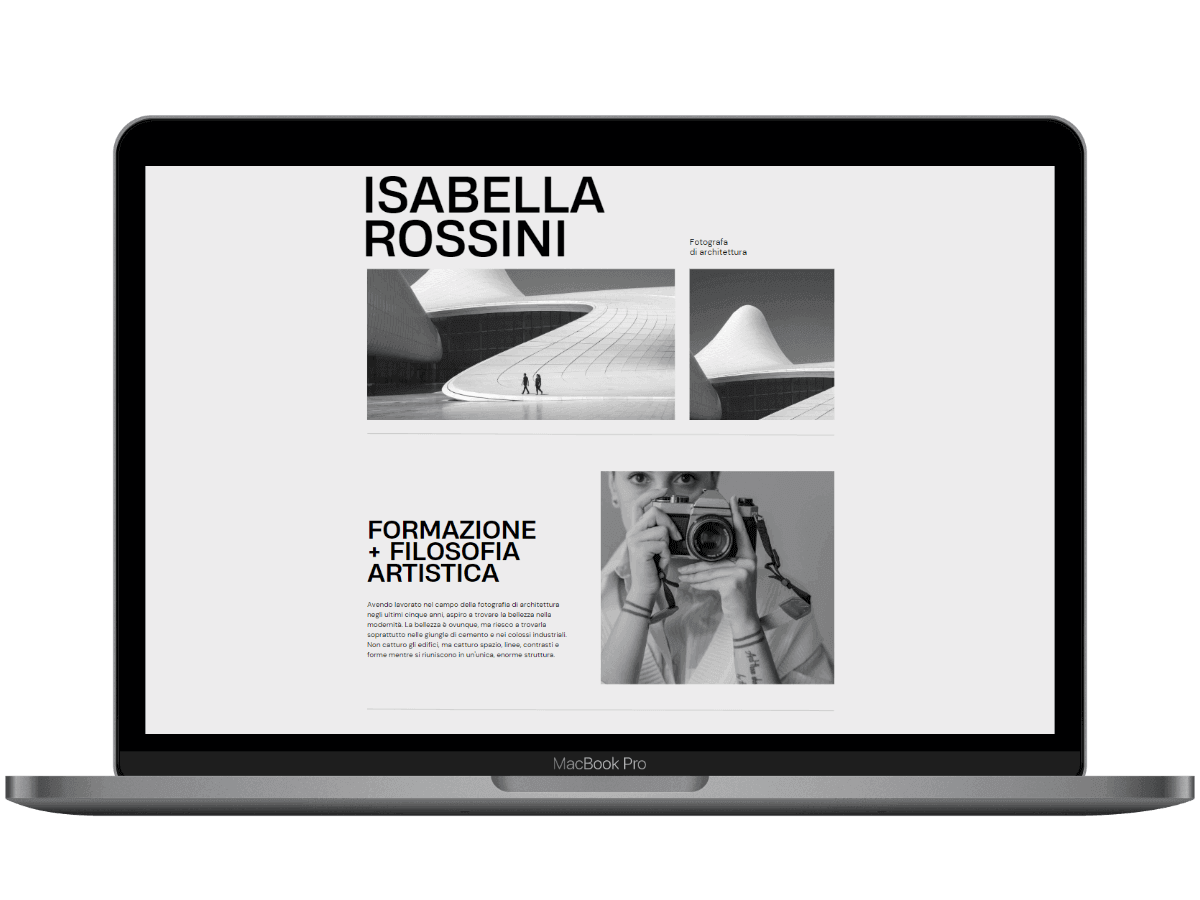 ISABELLA
ROSSINI
Fotografa
di architettura
FORMAZIONE
+ FILOSOFIA
ARTISTICA
Avendo lavorato nel campo della fotografia di architettura
negli ultimi cinque anni, aspiro a trovare la bellezza nella
modernità. La bellezza è ovunque, ma riesco a trovarla
soprattutto nelle giungle di cemento e nei colossi industriali.
Non catturo gli edifici, ma catturo spazio, linee, contrasti e
forme mentre si riuniscono in un'unica, enorme struttura.
MacBook Pro